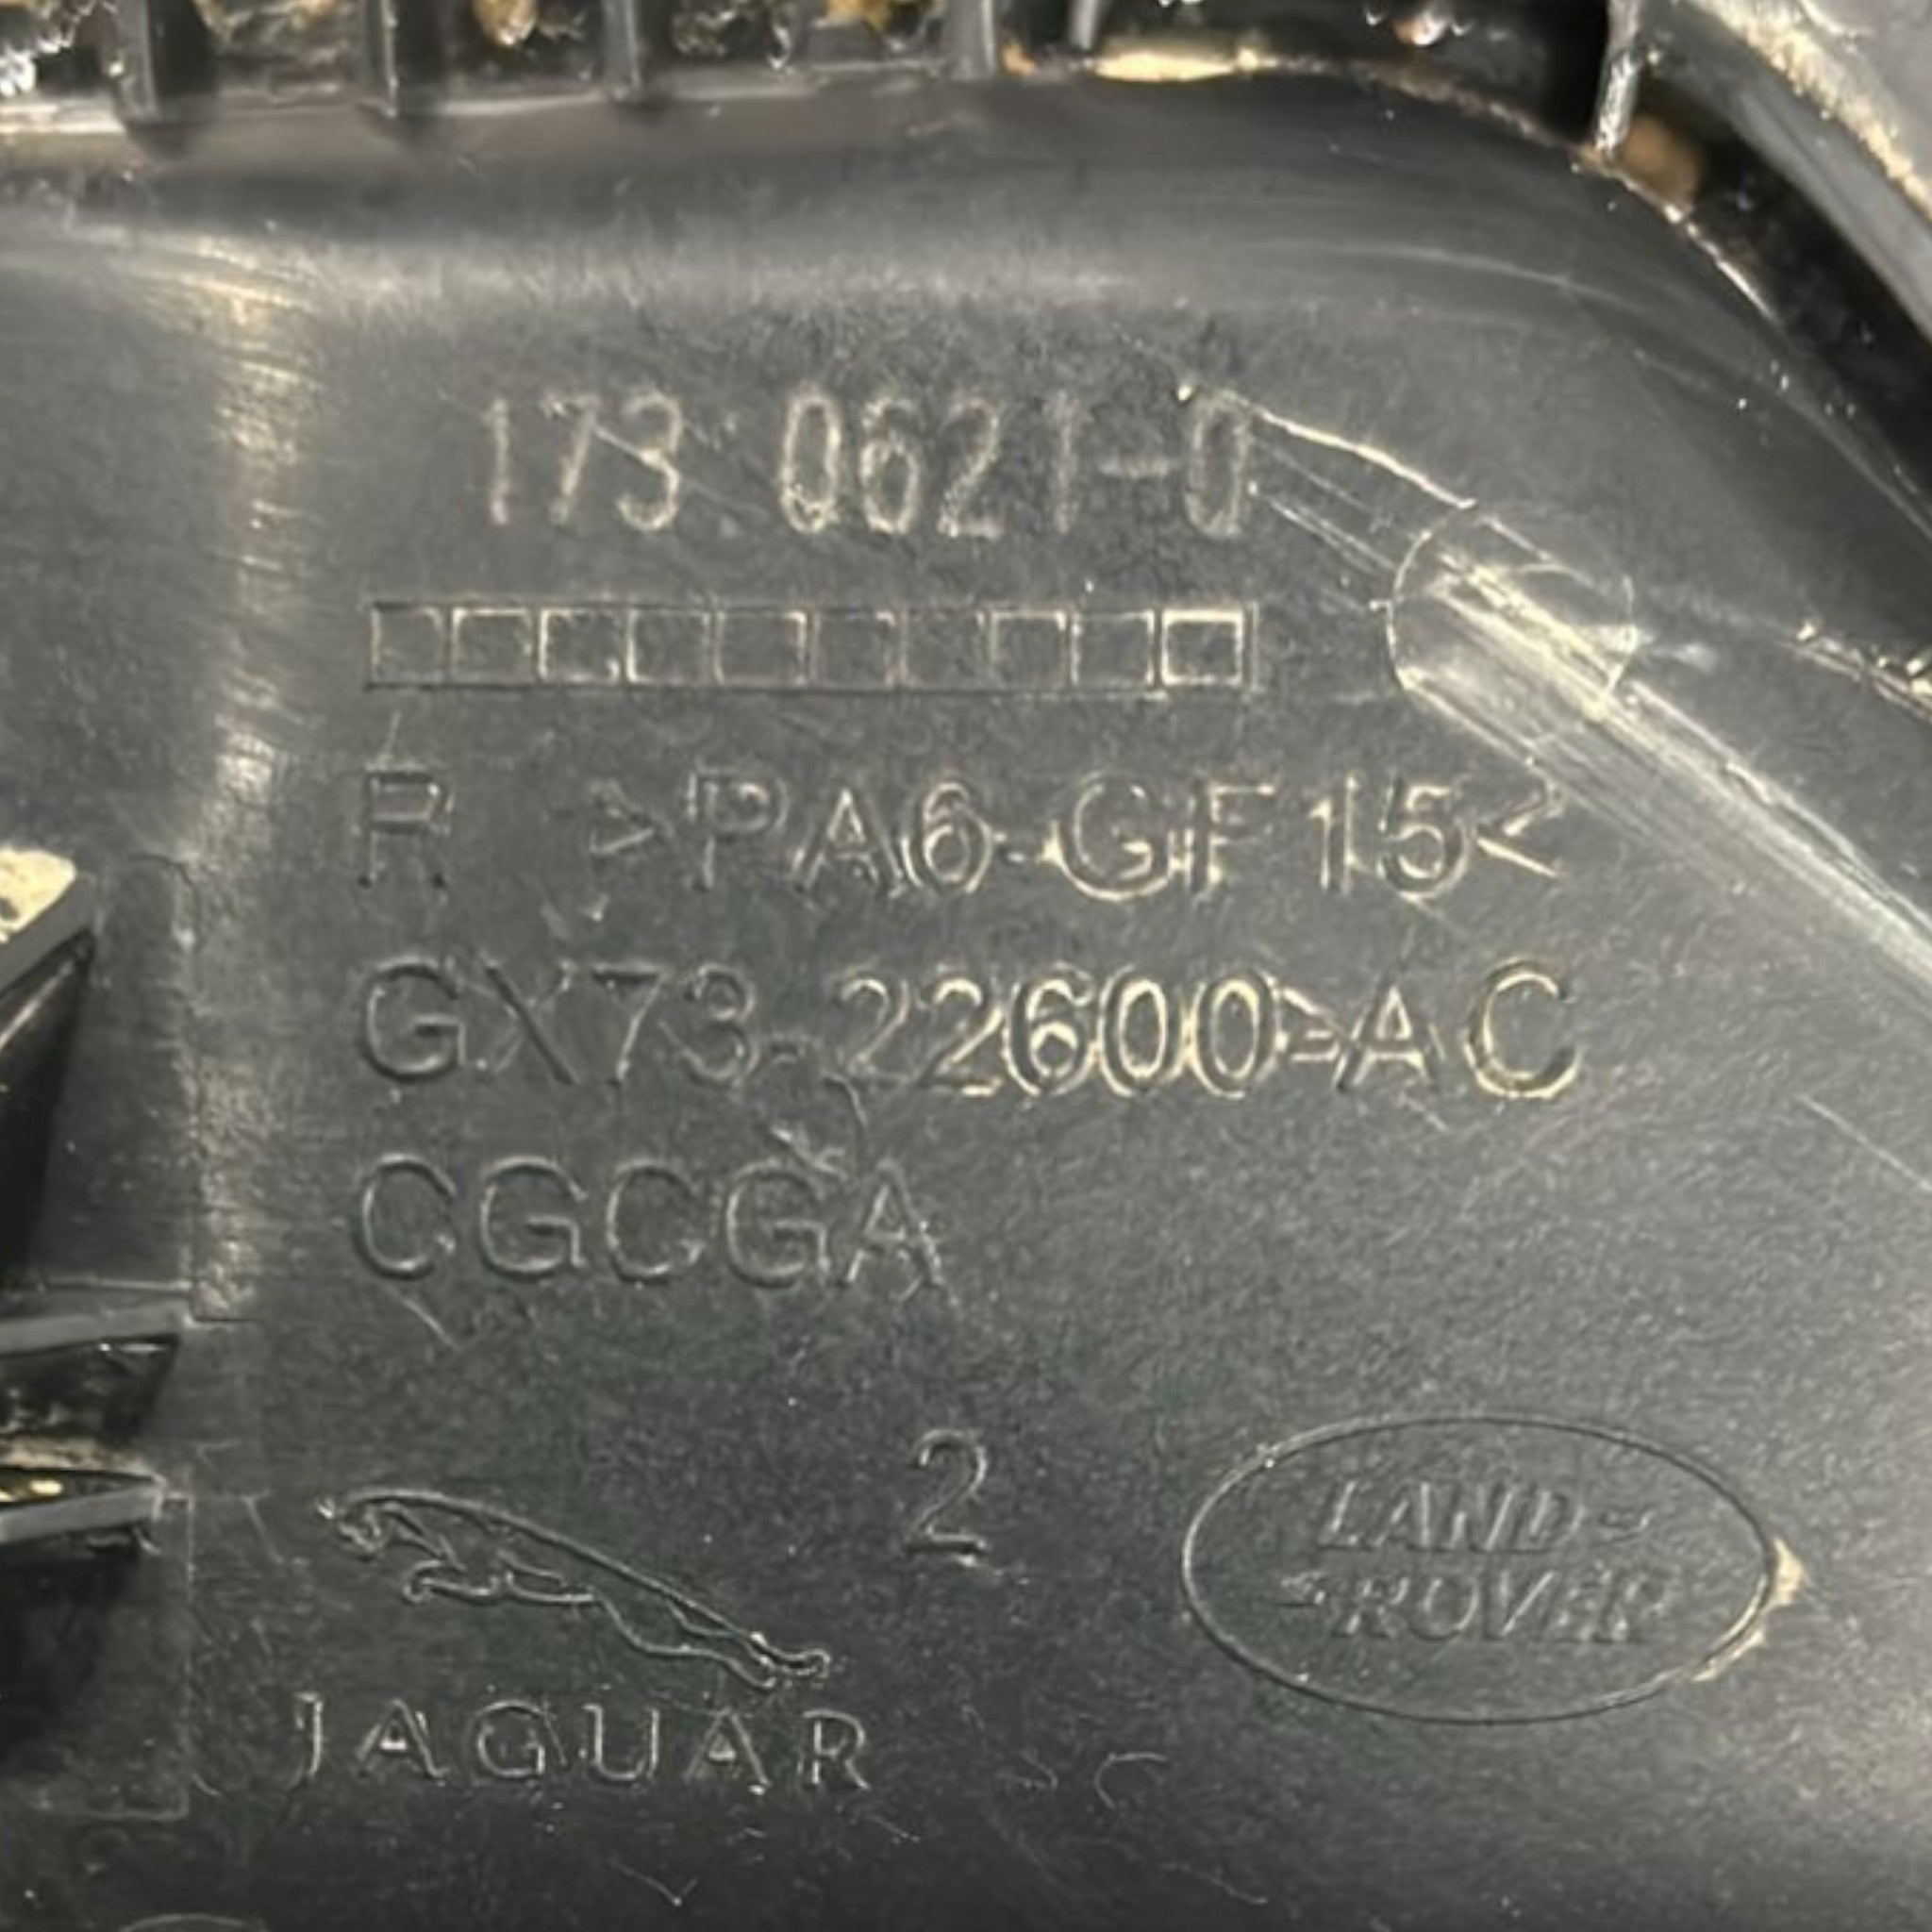 173.0621-0
R >PA6-GF15<
GX73-22600-AC
CGCGA
2
LAND
ROVER
JAGUAR